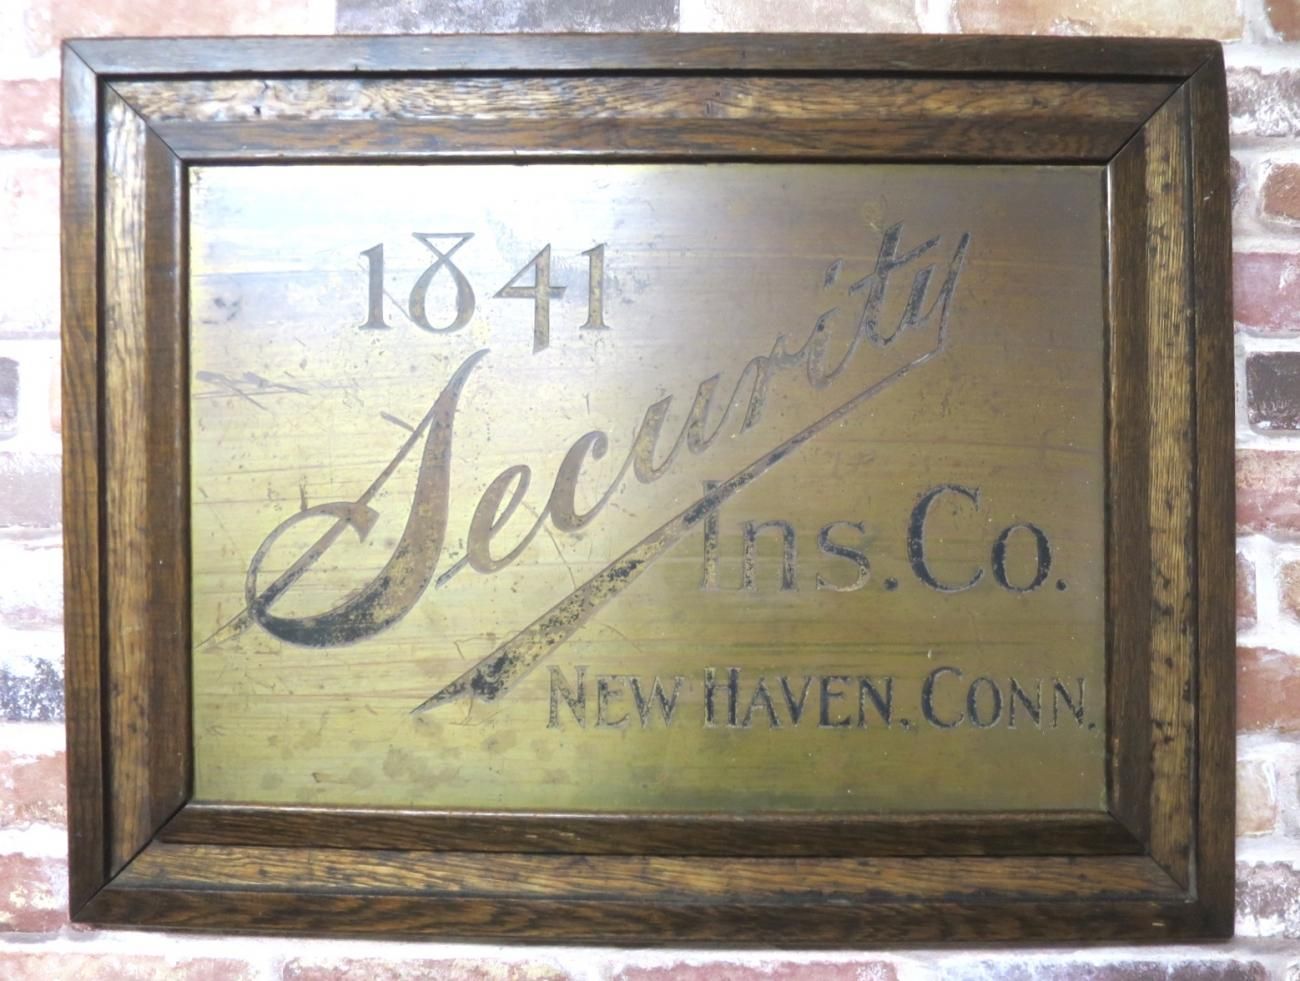 1841
Security
Ins. Co.
NEW HAVEN. CONN.